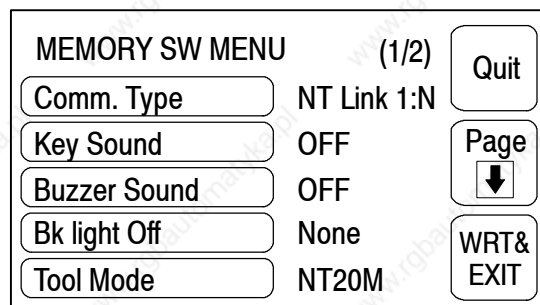 MEMORY SW MENU (1/2)
Quit
Comm. Type NT Link 1:N
Key Sound OFF
Page
Buzzer Sound OFF
Bk light Off None
WRT&
EXIT
Tool Mode NT20M